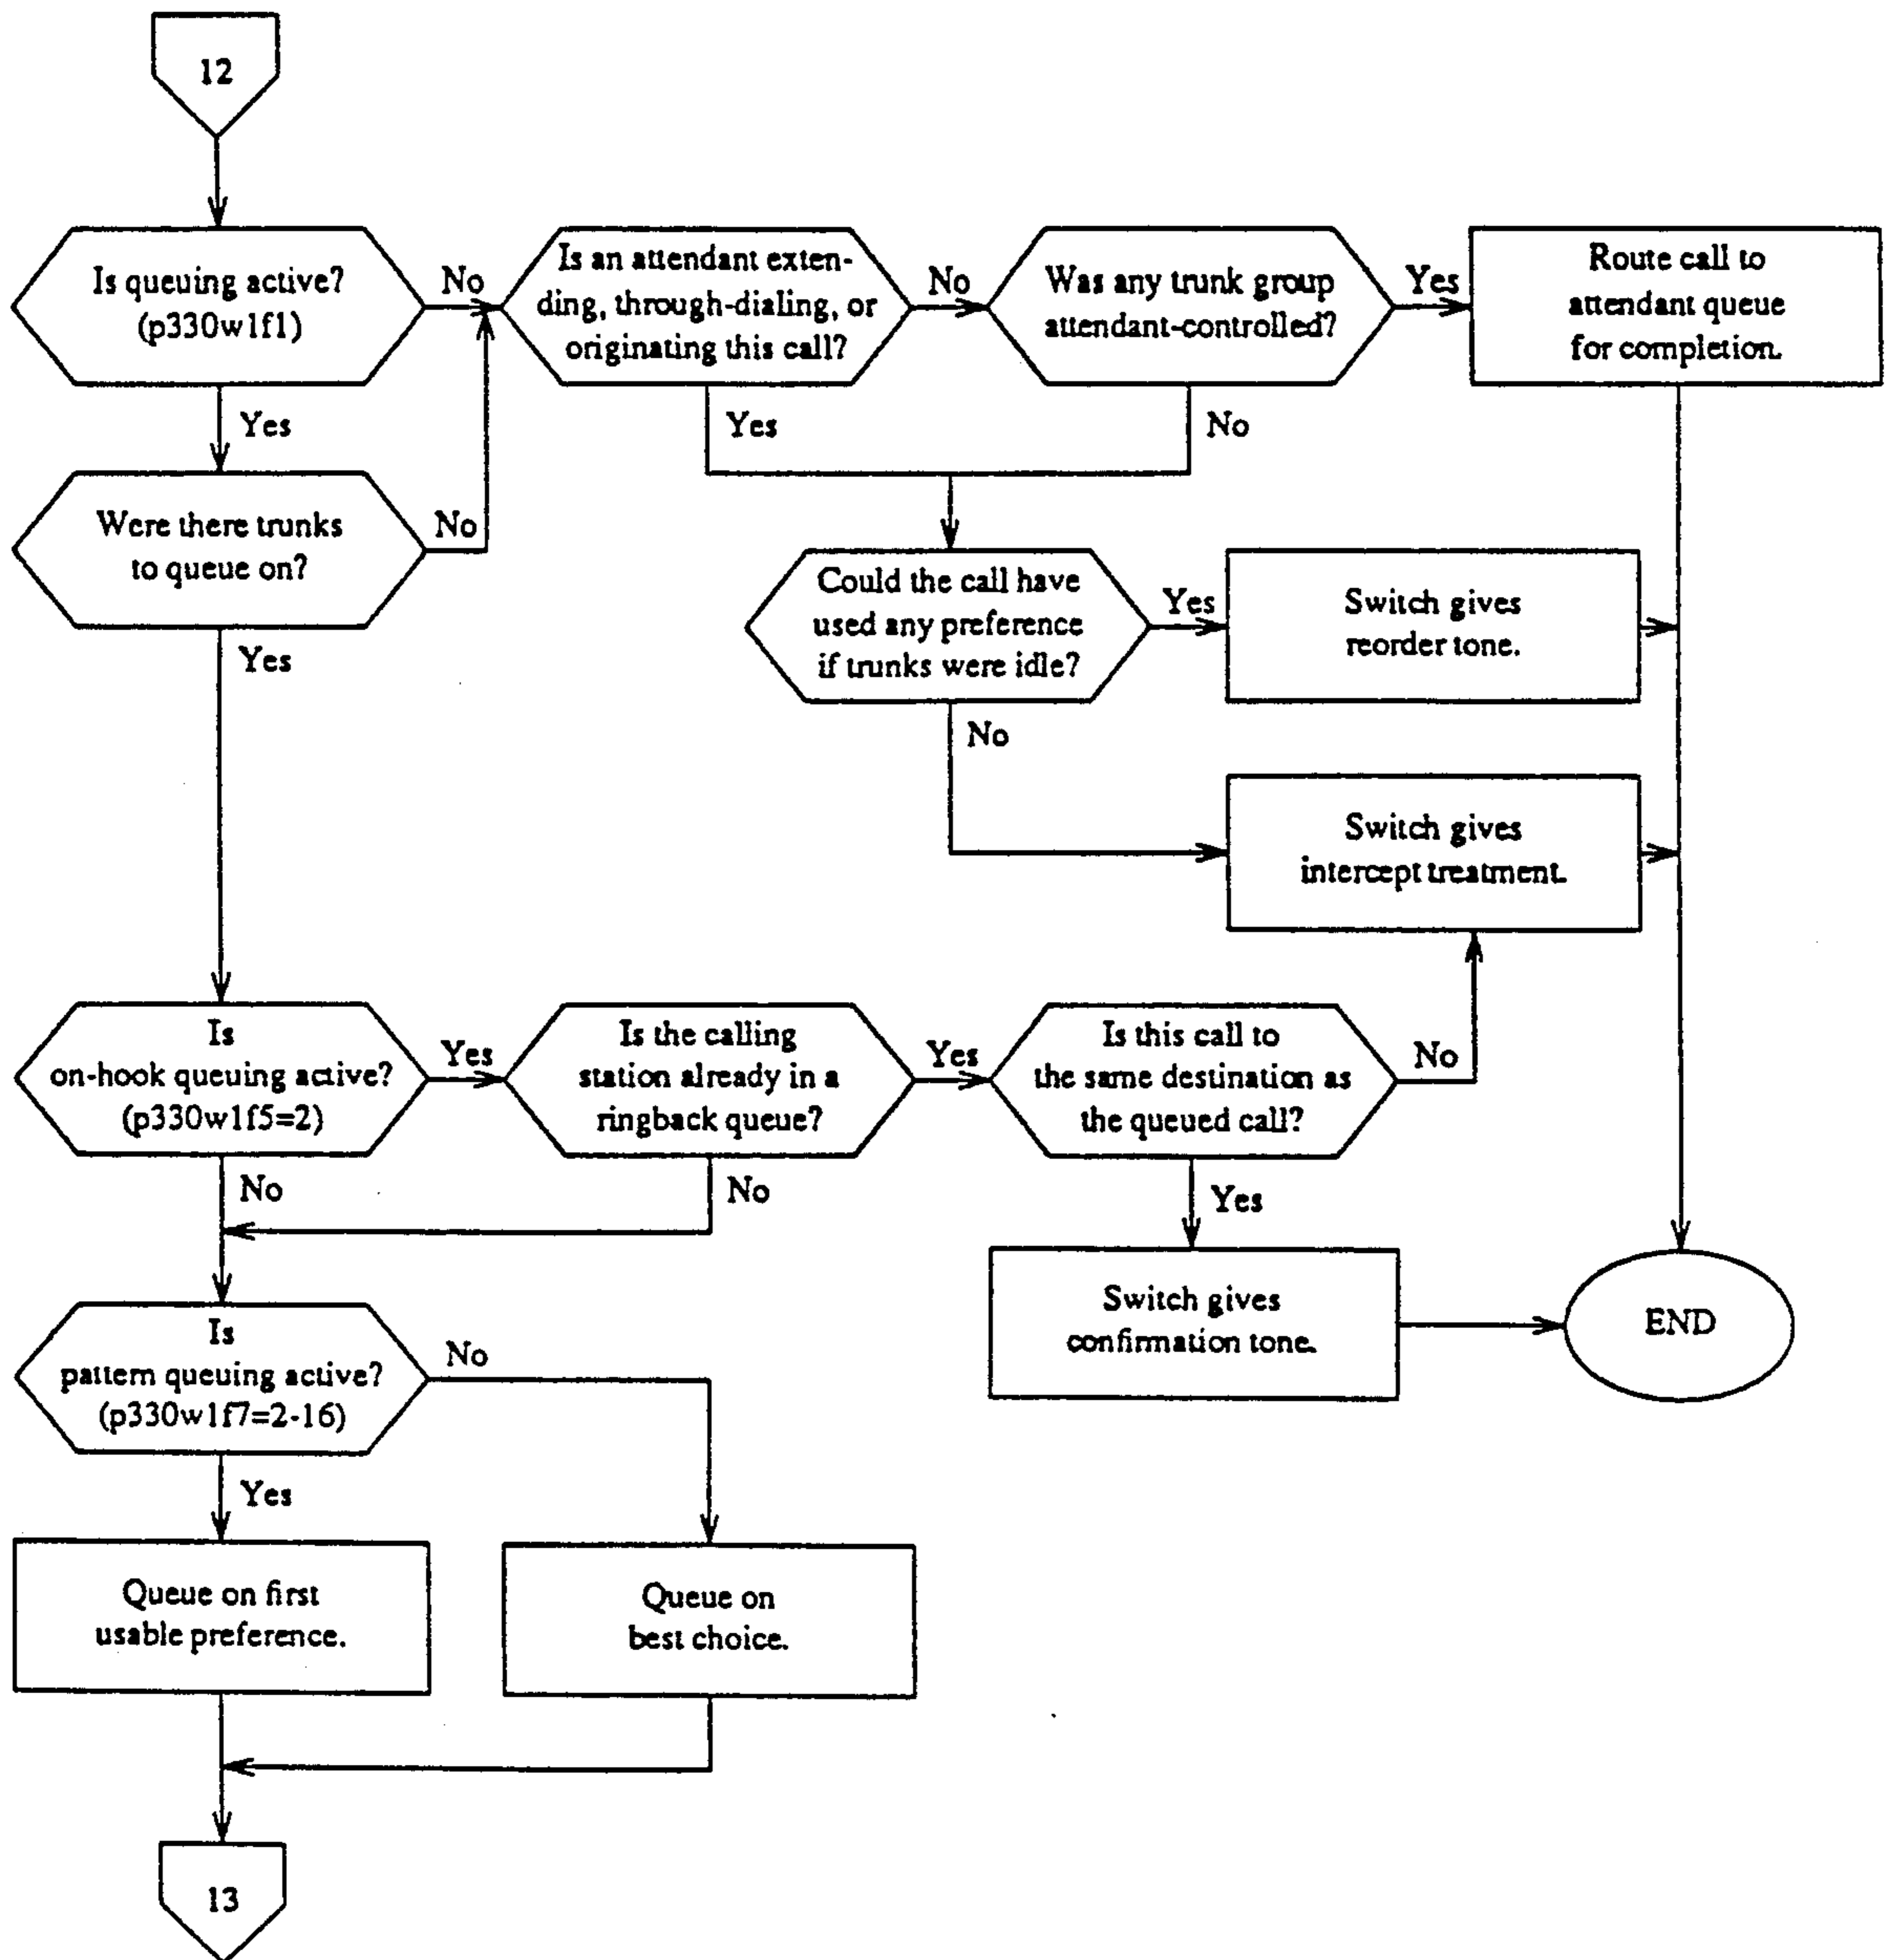 12
Is queuing active?
(p330w1f1)
No
Is an attendant exten-
ding, through-dialing, or
originating this call?
No
Was any trunk group
attendant-controlled?
Yes
Route call to
attendant queue
for completion.
Yes
Yes
No
Were there trunks
to queue on?
No
Could the call have
used any preference
if trunks were idle?
Yes
Switch gives
reorder tone.
Yes
No
Switch gives
intercept treatment.
Is
on-hook queuing active?
(p330w1f5=2)
Yes
Is the calling
station already in a
ringback queue?
Yes
Is this call to
the same destination as
the queued call?
No
No
No
Yes
Switch gives
confirmation tone.
END
Is
pattern queuing active?
(p330w1f7=2-16)
No
Yes
Queue on first
usable preference.
Queue on
best choice.
13